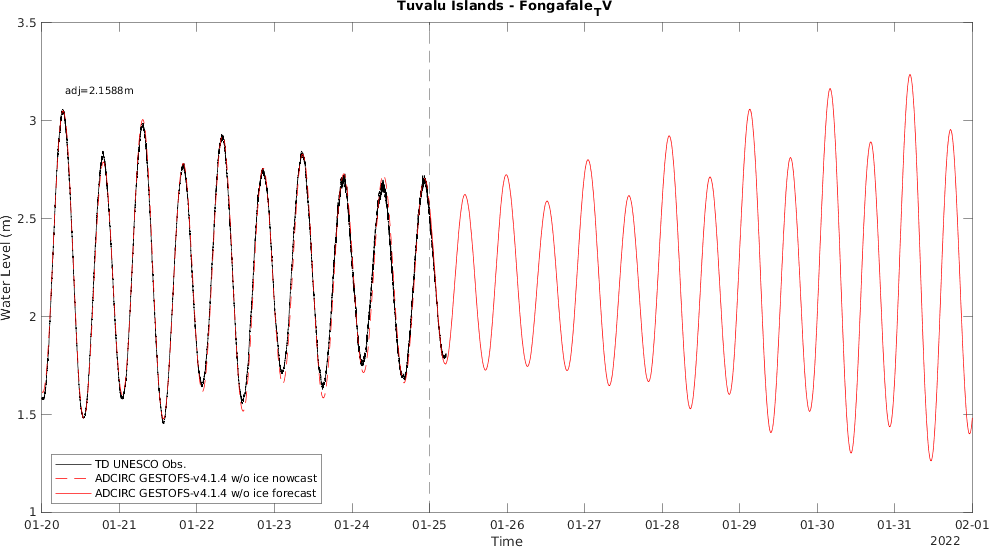 Tuvalu Islands - Fongafale_TV
adj=2.1588m
Water Level (m)
3.5
3
2.5
2
1.5
1
TD UNESCO Obs.
ADCIRC GESTOFS-v4.1.4 w/o ice nowcast
ADCIRC GESTOFS-v4.1.4 w/o ice forecast
01-20 01-21 01-22 01-23 01-24 01-25 01-26 01-27 01-28 01-29 01-30 01-31 02-01
Time
2022